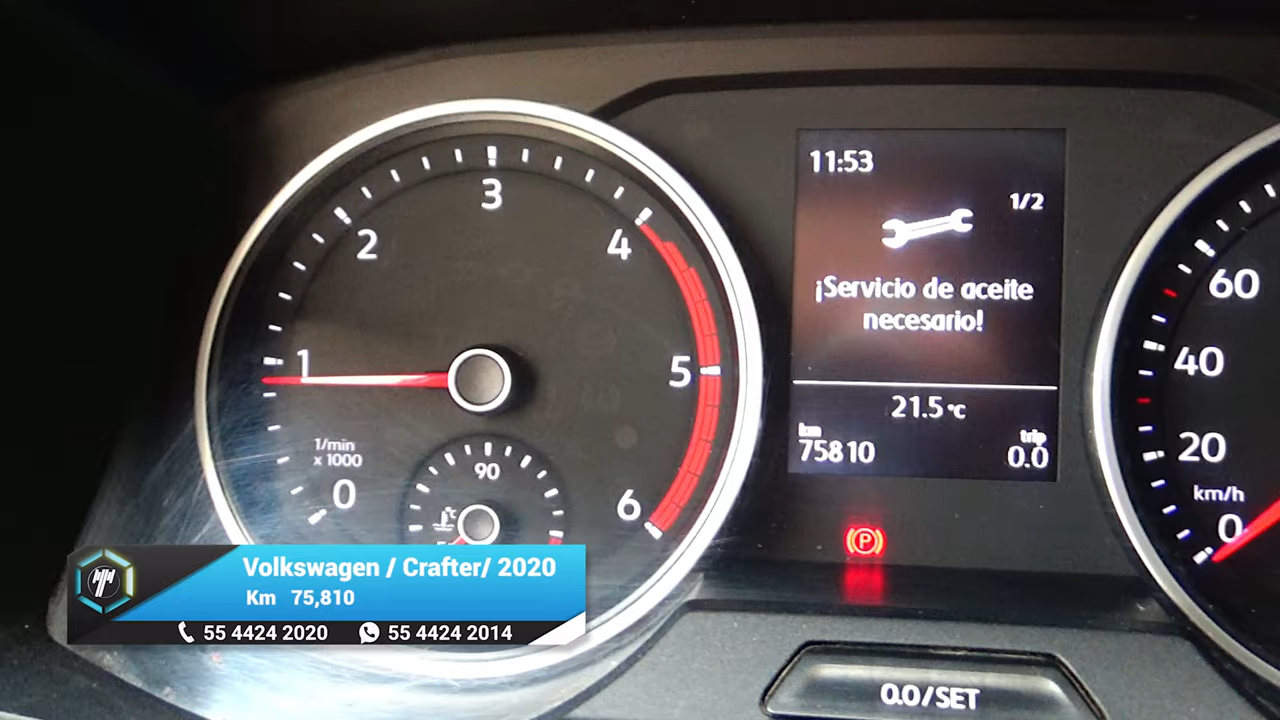 11:53
1/2
¡Servicio de aceite
necesario!
21.5 °C
km
75810
trip
0.0
0
1
2
3
4
5
6
1/min
x 1000
90
°C
60
40
20
km/h
0
0.0/SET
Volkswagen / Crafter/ 2020
Km 75,810
55 4424 2020 55 4424 2014